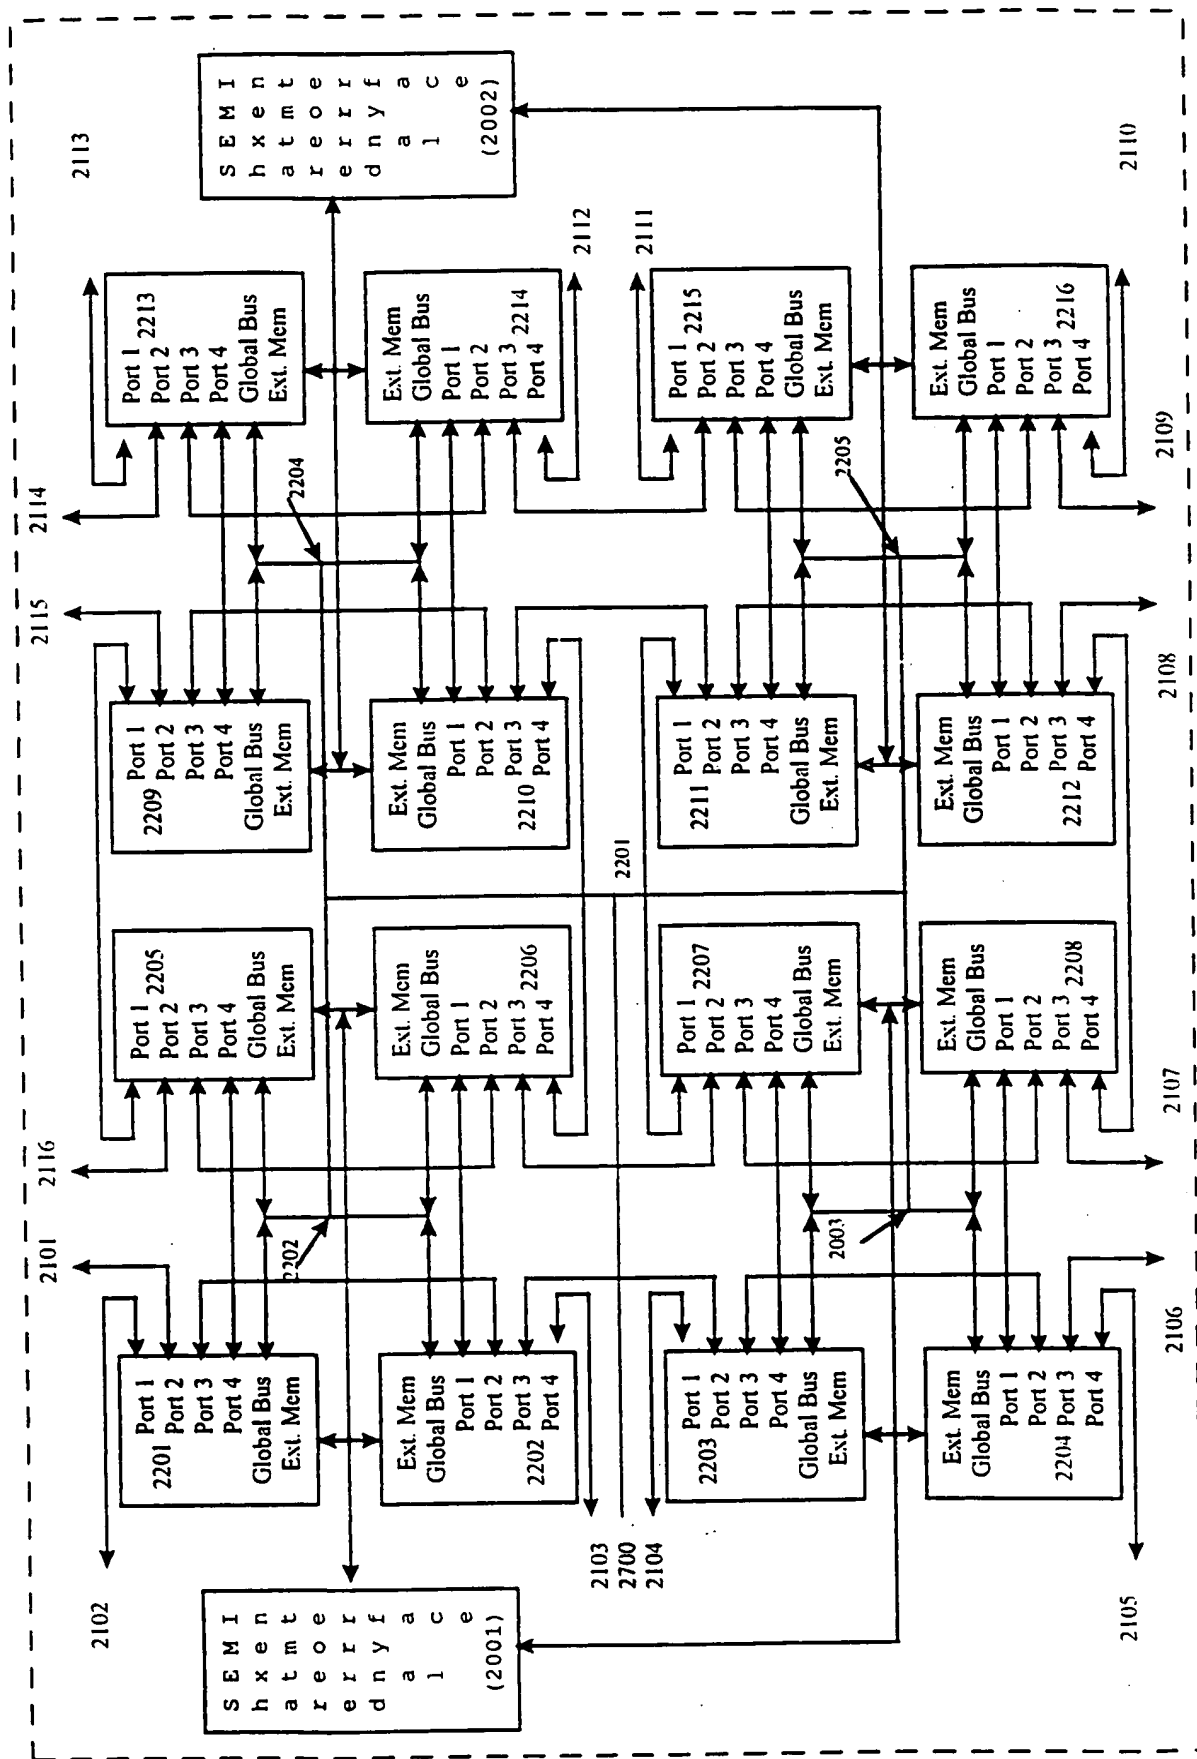 2102
2101
2116
2115
2114
2113
Port 1
2201 Port 2
Port 3
Port 4
Global Bus
Ext. Mem
Port 1
Port 2 2205
Port 3
Port 4
Global Bus
Ext. Mem
Port 1
2209 Port 2
Port 3
Port 4
Global Bus
Ext. Mem
Port 1
Port 2 2213
Port 3
Port 4
Global Bus
Ext. Mem
S E M I
h x e n
a t m t
r e o e
e r r r
d n y f
a a
l c
e
(2001)
2202
2204
S E M I
h x e n
a t m t
r e o e
e r r r
d n y f
a a
l c
e
(2002)
Ext. Mem
Global Bus
Port 1
Port 2
2202 Port 3
Port 4
Ext. Mem
Global Bus
Port 1
Port 2
Port 3 2206
Port 4
Ext. Mem
Global Bus
Port 1
Port 2
2210 Port 3
Port 4
Ext. Mem
Global Bus
Port 1
Port 2
Port 3 2214
Port 4
2103
2700
2104
2201
2112
2111
Port 1
2203 Port 2
Port 3
Port 4
Global Bus
Ext. Mem
Port 1
Port 2 2207
Port 3
Port 4
Global Bus
Ext. Mem
Port 1
2211 Port 2
Port 3
Port 4
Global Bus
Ext. Mem
Port 1
Port 2 2215
Port 3
Port 4
Global Bus
Ext. Mem
2003
2205
Ext. Mem
Global Bus
Port 1
Port 2
2204 Port 3
Port 4
Ext. Mem
Global Bus
Port 1
Port 2
Port 3 2208
Port 4
Ext. Mem
Global Bus
Port 1
Port 2
2212 Port 3
Port 4
Ext. Mem
Global Bus
Port 1
Port 2
Port 3 2216
Port 4
2105
2106
2107
2108
2109
2110